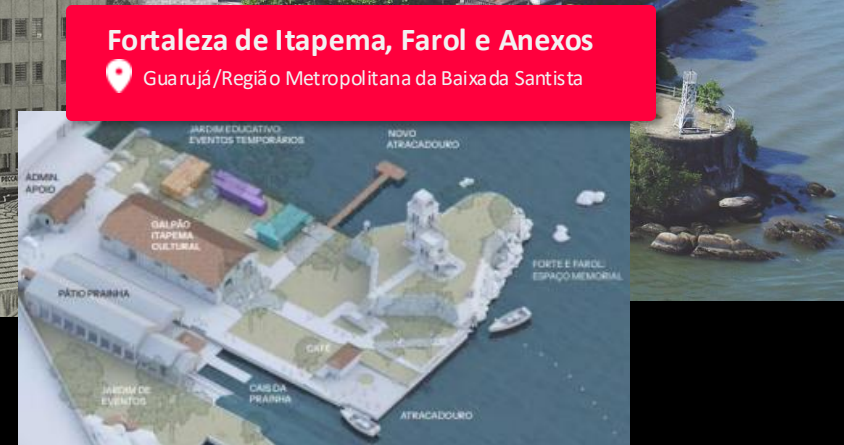 Fortaleza de Itapema, Farol e Anexos
Guarujá/Região Metropolitana da Baixada Santista
JARDIM EDUCATIVO:
EVENTOS TEMPORÁRIOS
NOVO
ATRACADOURO
ADMIN.
APOIO
GALPÃO
ITAPEMA
CULTURAL
FORTE E FAROL:
ESPAÇO MEMORIAL
PÁTIO PRAINHA
CAFÉ
JARDIM DE
EVENTOS
CAIS DA
PRAINHA
ATRACADOURO